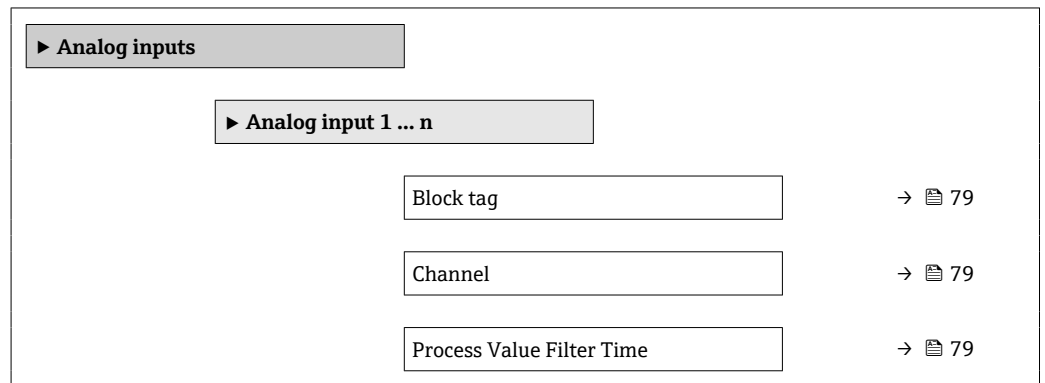 ▶ Analog inputs
▶ Analog input 1 ... n
Block tag → 79
Channel → 79
Process Value Filter Time → 79